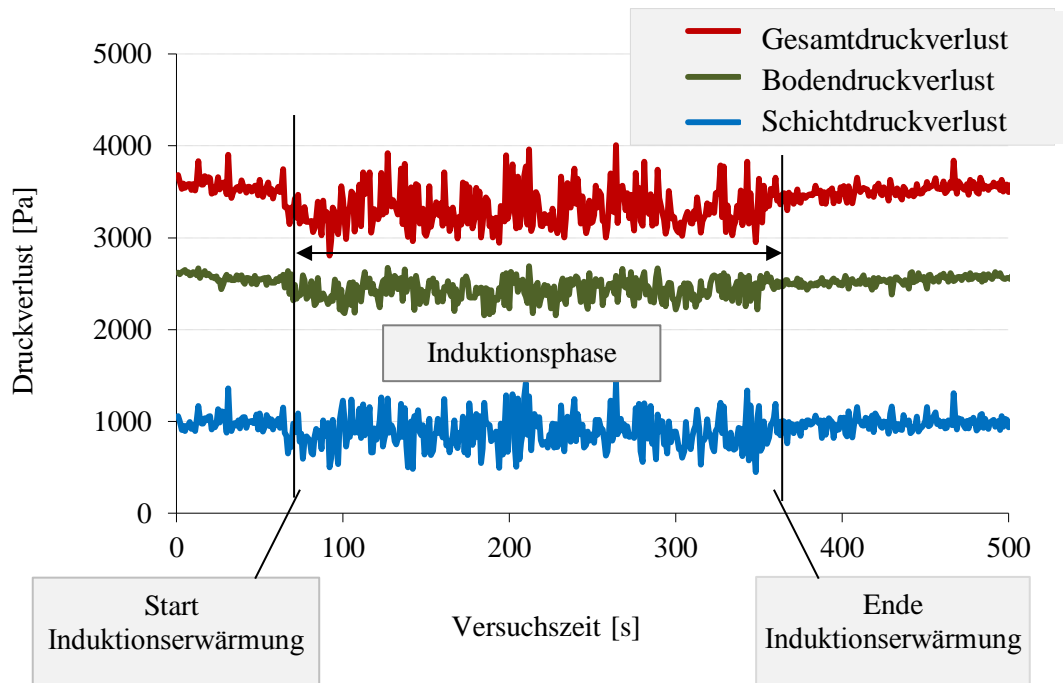 Gesamtdruckverlust
Bodendruckverlust
Schichtdruckverlust
Druckverlust [Pa]
5000
4000
3000
2000
1000
0
Induktionsphase
0 100 200 300 400 500
Versuchszeit [s]
Start
Induktionserwärmung
Ende
Induktionserwärmung